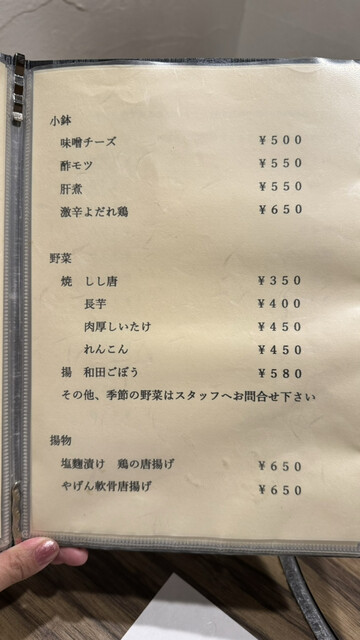 小鉢
味噌チーズ ¥500
酢モツ ¥550
肝煮 ¥550
激辛よだれ鶏 ¥650
野菜
焼 しし唐 ¥350
長芋 ¥400
肉厚しいたけ ¥450
れんこん ¥450
揚 和田ごぼう ¥580
その他、季節の野菜はスタッフへお問合せ下さい
揚物
塩麴漬け 鶏の唐揚げ ¥650
やげん軟骨唐揚げ ¥650